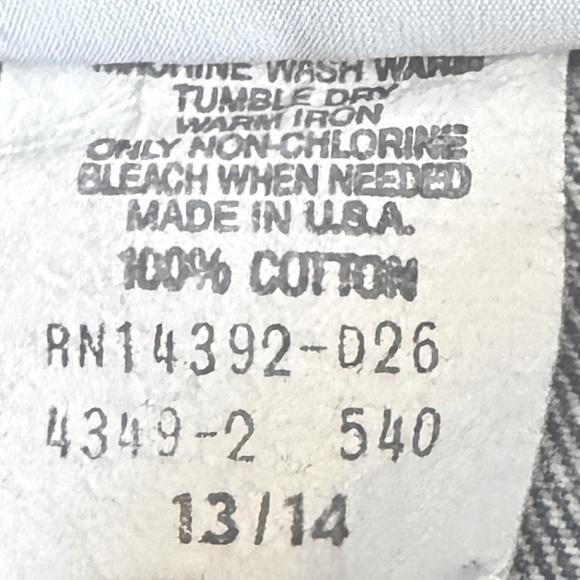 MACHINE WASH WARM
TUMBLE DRY
WARM IRON
ONLY NON-CHLORINE
BLEACH WHEN NEEDED
MADE IN U.S.A.
100% COTTON
RN14392-026
4349-2 540
13/14